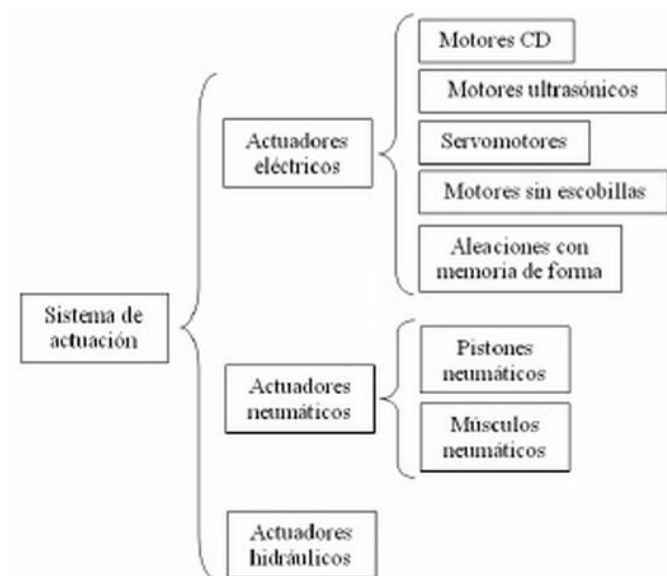 Motores CD
Motores ultrasónicos
Actuadores
eléctricos
Servomotores
Motores sin escobillas
Aleaciones con
memoria de forma
Sistema de
actuación
Pistones
neumáticos
Actuadores
neumáticos
Músculos
neumáticos
Actuadores
hidráulicos